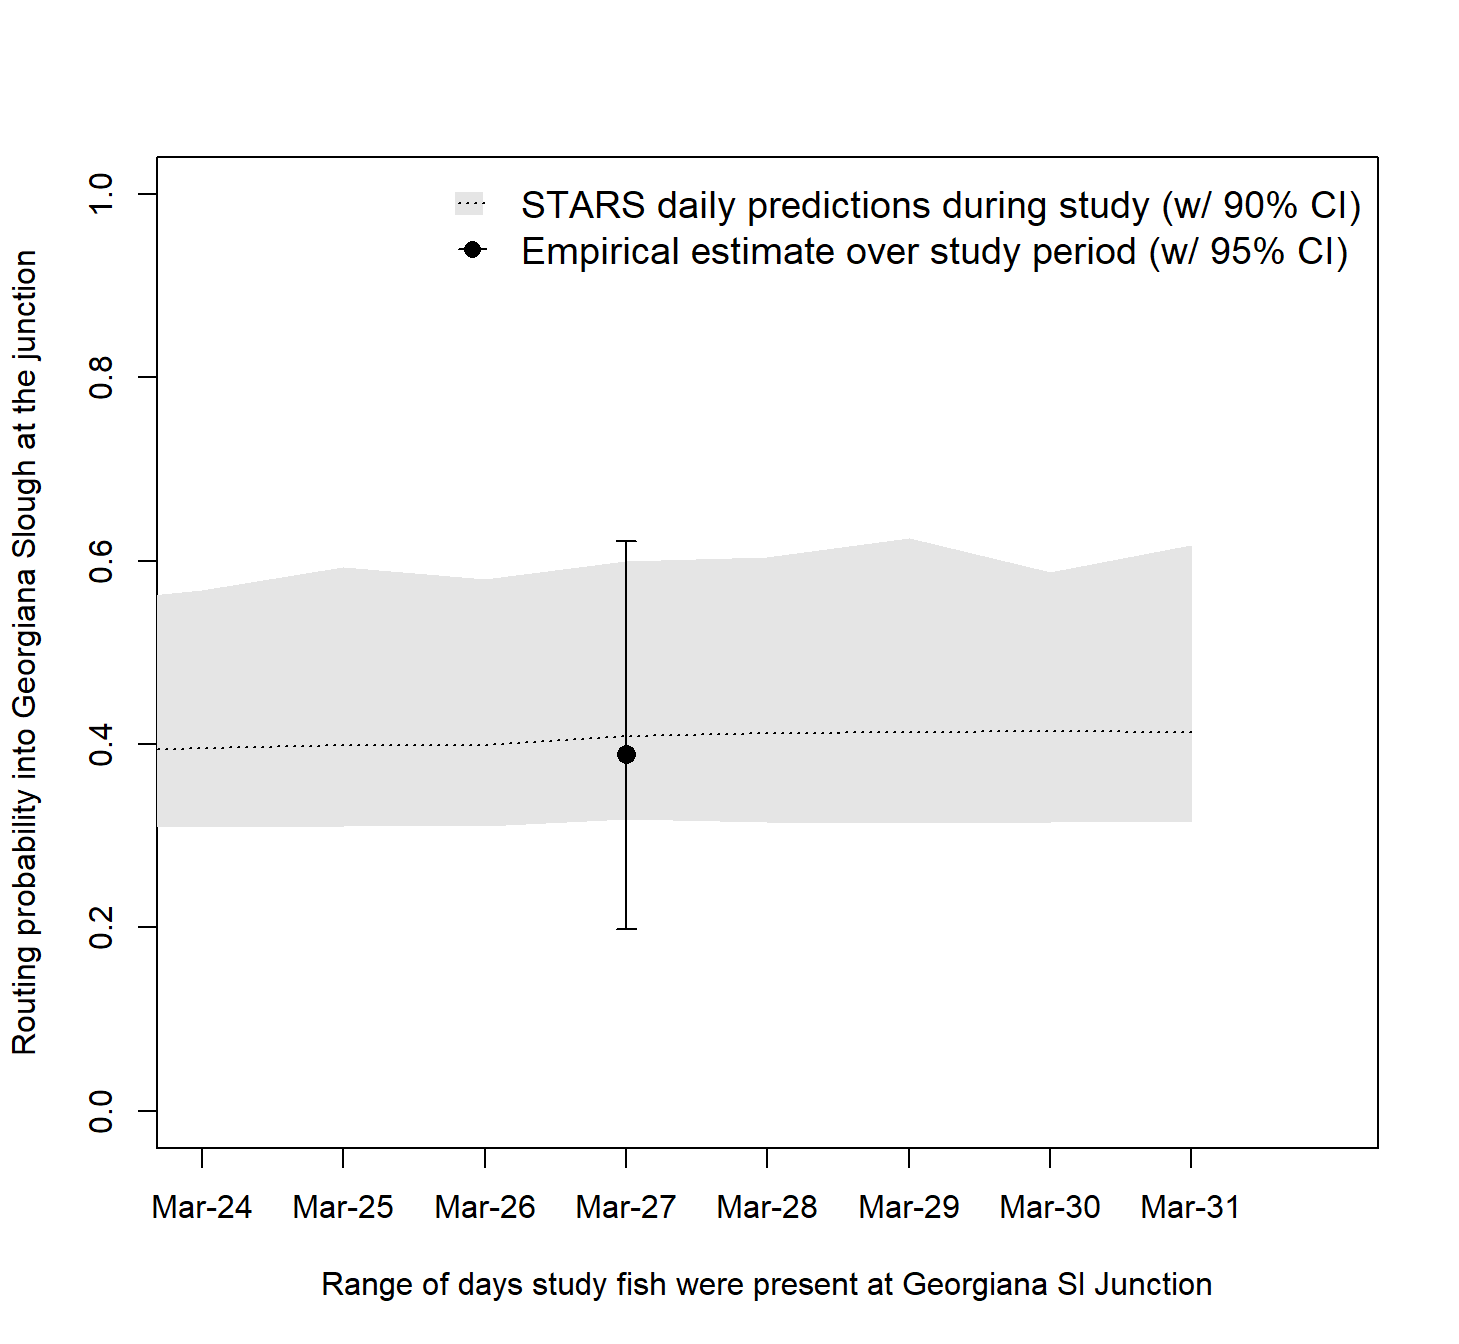 STARS daily predictions during study (w/ 90% CI)
Empirical estimate over study period (w/ 95% CI)
Routing probability into Georgiana Slough at the junction
1.0
0.8
0.6
0.4
0.2
0.0
Mar-24 Mar-25 Mar-26 Mar-27 Mar-28 Mar-29 Mar-30 Mar-31
Range of days study fish were present at Georgiana Sl Junction